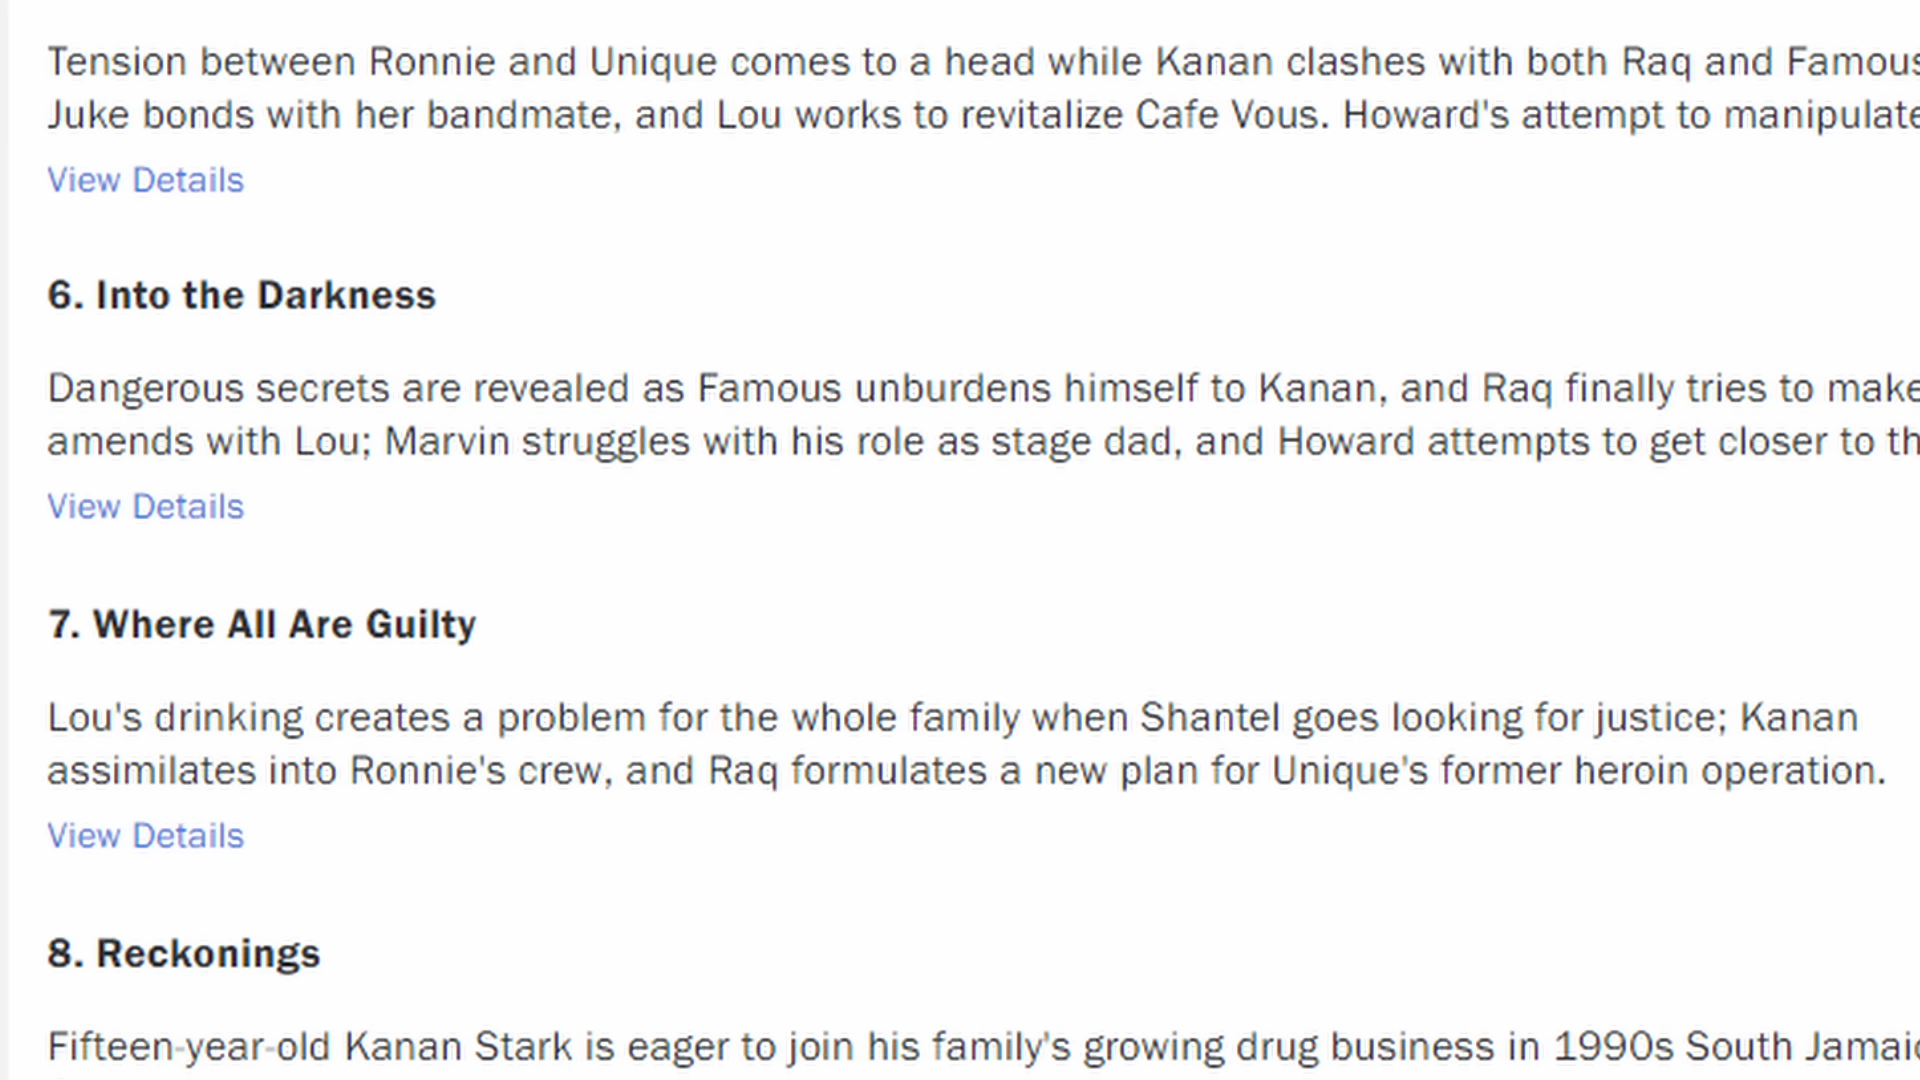 Tension between Ronnie and Unique comes to a head while Kanan clashes with both Raq and Famous
Juke bonds with her bandmate, and Lou works to revitalize Cafe Vous. Howard's attempt to manipulate
View Details
6. Into the Darkness
Dangerous secrets are revealed as Famous unburdens himself to Kanan, and Raq finally tries to make
amends with Lou; Marvin struggles with his role as stage dad, and Howard attempts to get closer to
View Details
7. Where All Are Guilty
Lou's drinking creates a problem for the whole family when Shantel goes looking for justice; Kanan
assimilates into Ronnie's crew, and Raq formulates a new plan for Unique's former heroin operation.
View Details
8. Reckonings
Fifteen-year-old Kanan Stark is eager to join his family's growing drug business in 1990s South